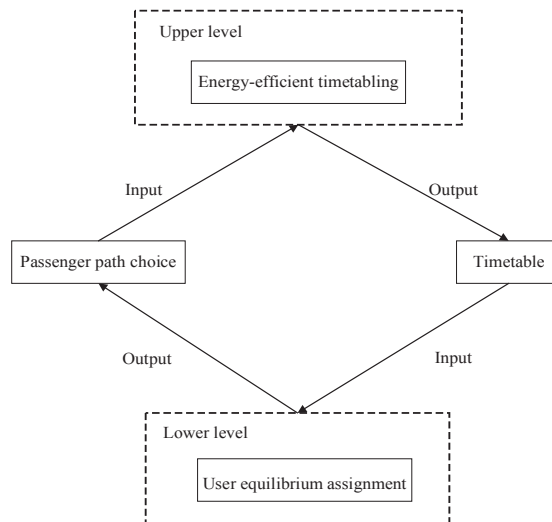 Upper level
Energy-efficient timetabling
Input
Output
Passenger path choice
Timetable
Output
Input
Lower level
User equilibrium assignment